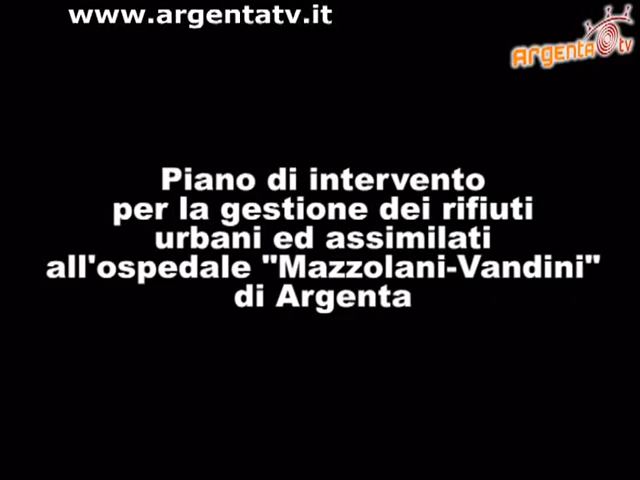 www.argentatv.it
Argenta tv
Piano di intervento
per la gestione dei rifiuti
urbani ed assimilati
all'ospedale "Mazzolani-Vandini"
di Argenta